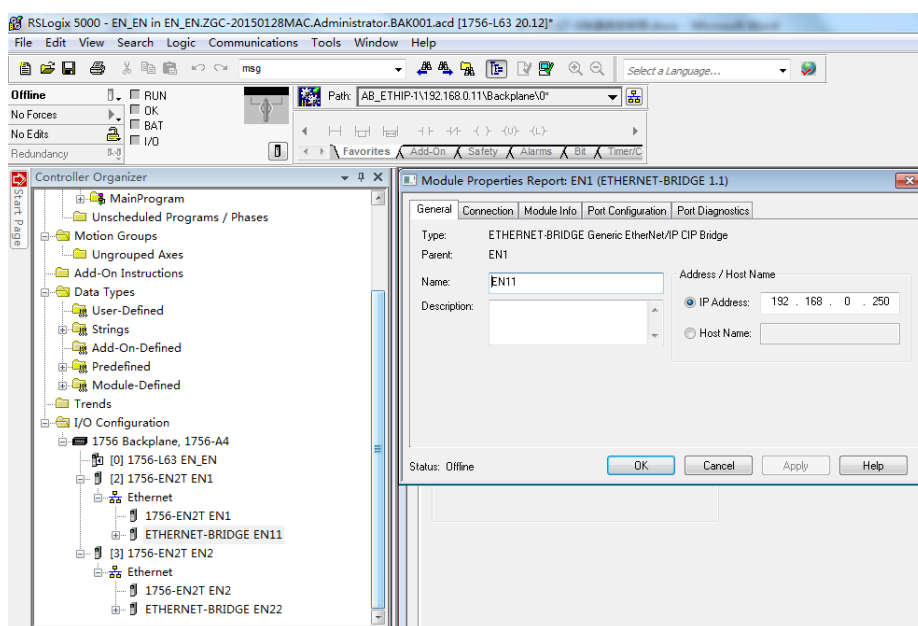 RSLogix 5000 - EN_EN in EN_EN.ZGC-20150128MAC.Administrator.BAK001.acd [1756-L63 20.12]*
File Edit View Search Logic Communications Tools Window Help
msg
Select a Language...
Offline
RUN
Path: AB_ETHIP-1\192.168.0.11\Backplane\0*
No Forces
OK
No Edits
BAT
I/O
Redundancy
Favorites Add-On Safety Alarms Bit Timer/C
Start Page
Controller Organizer
MainProgram
Unscheduled Programs / Phases
Motion Groups
Ungrouped Axes
Add-On Instructions
Data Types
User-Defined
Strings
Add-On-Defined
Predefined
Module-Defined
Trends
I/O Configuration
1756 Backplane, 1756-A4
[0] 1756-L63 EN_EN
[2] 1756-EN2T EN1
Ethernet
1756-EN2T EN1
ETHERNET-BRIDGE EN11
[3] 1756-EN2T EN2
Ethernet
1756-EN2T EN2
ETHERNET-BRIDGE EN22
Module Properties Report: EN1 (ETHERNET-BRIDGE 1.1)
General Connection Module Info Port Configuration Port Diagnostics
Type: ETHERNET-BRIDGE Generic EtherNet/IP CIP Bridge
Parent: EN1
Name: EN11
Description:
Address / Host Name
IP Address: 192 . 168 . 0 . 250
Host Name:
Status: Offline
OK Cancel Apply Help